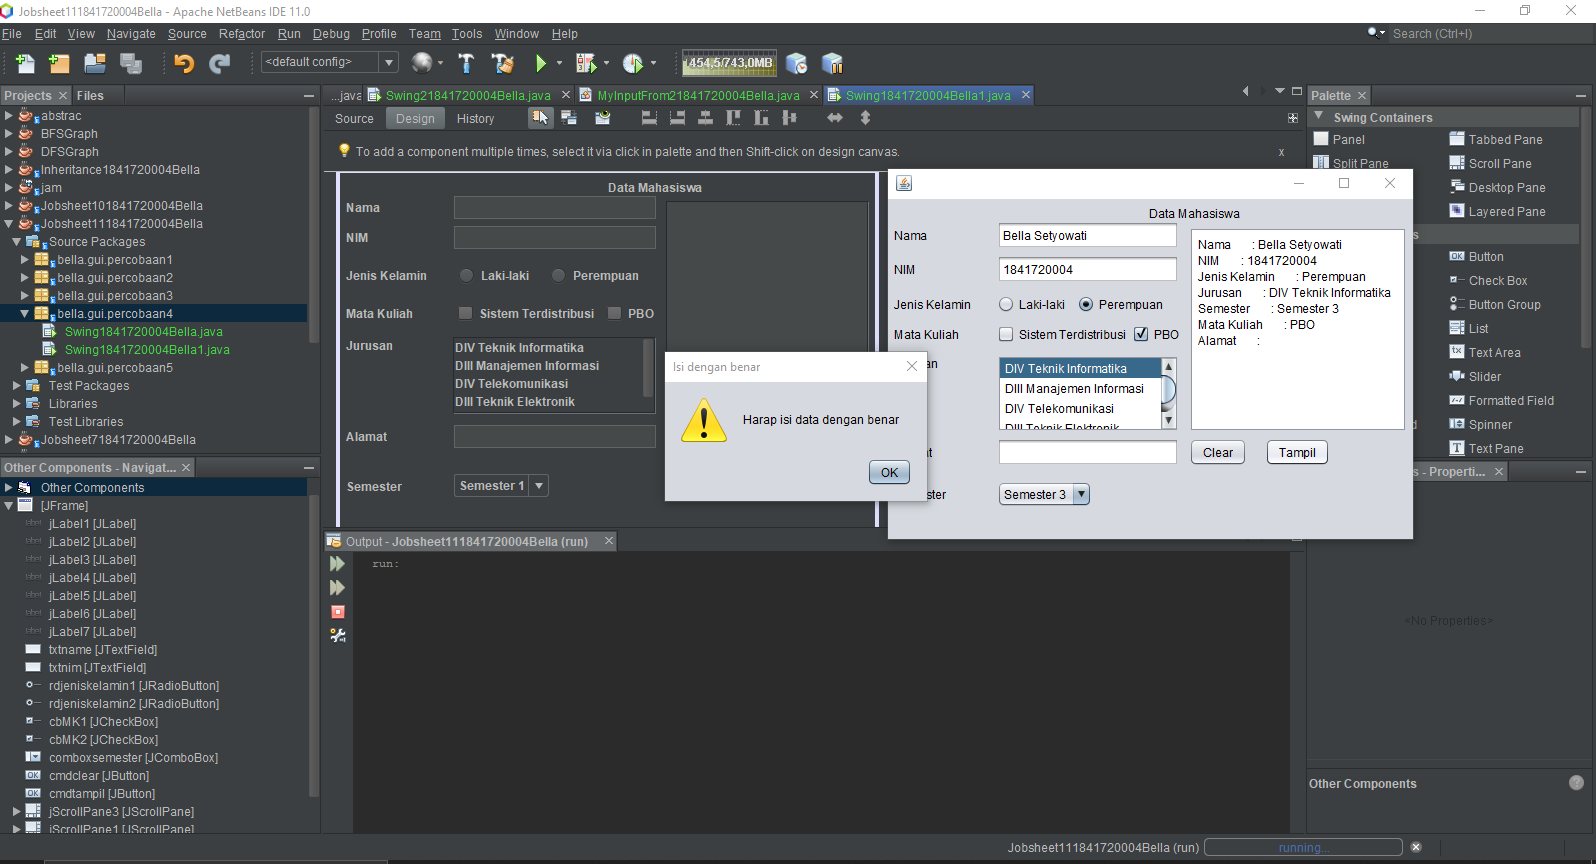 Jobsheet111841720004Bella - Apache NetBeans IDE 11.0
File Edit View Navigate Source Refactor Run Debug Profile Team Tools Window Help
Search (Ctrl+I)
<default config>
454,5/743,0MB
Projects
Files
abstrac
BFSGraph
DFSGraph
Inheritance1841720004Bella
jam
Jobsheet101841720004Bella
Jobsheet111841720004Bella
Source Packages
bella.gui.percobaan1
bella.gui.percobaan2
bella.gui.percobaan3
bella.gui.percobaan4
Swing1841720004Bella.java
Swing1841720004Bella1.java
bella.gui.percobaan5
Test Packages
Libraries
Test Libraries
Jobsheet71841720004Bella
Other Components - Navigat...
Other Components
[JFrame]
label jLabel1 [JLabel]
label jLabel2 [JLabel]
label jLabel3 [JLabel]
label jLabel4 [JLabel]
label jLabel5 [JLabel]
label jLabel6 [JLabel]
label jLabel7 [JLabel]
txtname [JTextField]
txtnim [JTextField]
rdjeniskelamin1 [JRadioButton]
rdjeniskelamin2 [JRadioButton]
cbMK1 [JCheckBox]
cbMK2 [JCheckBox]
comboxsemester [JComboBox]
OK cmdclear [JButton]
OK cmdtampil [JButton]
jScrollPane3 [JScrollPane]
jScrollPane1 [JScrollPane]
...java
Swing21841720004Bella.java
MyInputFrom21841720004Bella.java
Swing1841720004Bella1.java
Source Design History
To add a component multiple times, select it via click in palette and then Shift-click on design canvas.
x
Data Mahasiswa
Nama
NIM
Jenis Kelamin Laki-laki Perempuan
Mata Kuliah Sistem Terdistribusi PBO
Jurusan
DIV Teknik Informatika
DIII Manajemen Informasi
DIV Telekomunikasi
DIII Teknik Elektronik
Alamat
Semester Semester 1
Isi dengan benar
Harap isi data dengan benar
OK
Data Mahasiswa
Nama Bella Setyowati
NIM 1841720004
Jenis Kelamin Laki-laki Perempuan
Mata Kuliah Sistem Terdistribusi PBO
an
DIV Teknik Informatika
DIII Manajemen Informasi
DIV Telekomunikasi
DIII Teknik Elektronik
t
ster Semester 3
Nama : Bella Setyowati
NIM : 1841720004
Jenis Kelamin : Perempuan
Jurusan : DIV Teknik Informatika
Semester : Semester 3
Mata Kuliah : PBO
Alamat :
Clear Tampil
Output - Jobsheet111841720004Bella (run)
run:
Palette
Swing Containers
Panel Tabbed Pane
Split Pane Scroll Pane
Desktop Pane
Layered Pane
s
OK Button
Check Box
Button Group
List
Text Area
Slider
Formatted Field
d Spinner
T Text Pane
s - Properti...
<No Properties>
Other Components
Jobsheet111841720004Bella (run)
running...